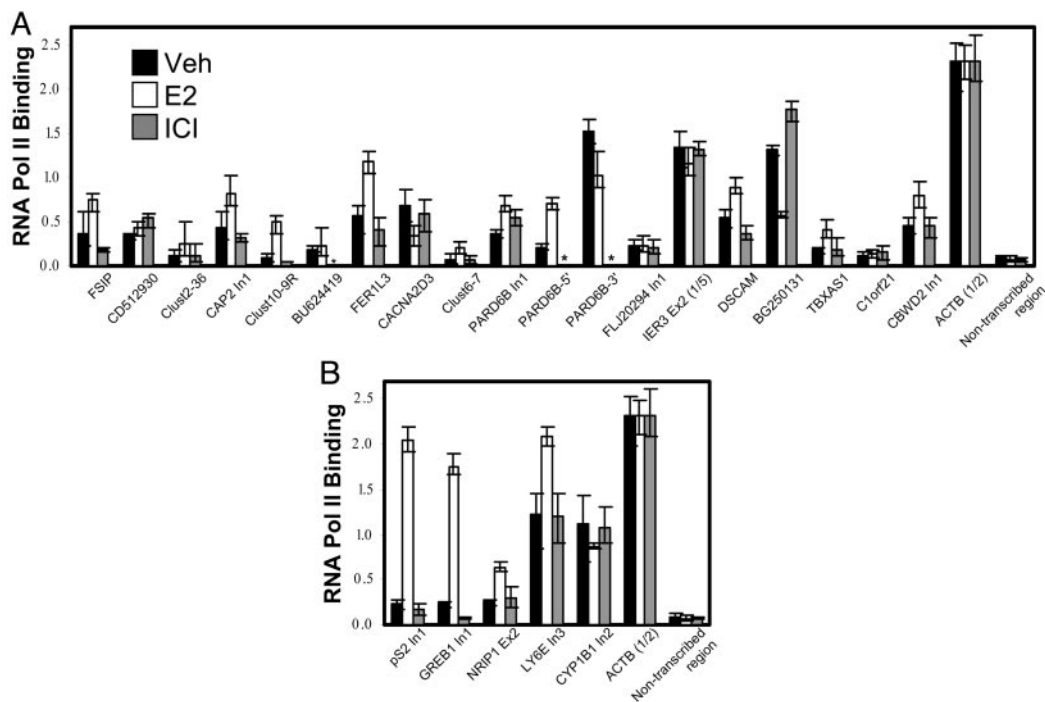 A
RNA Pol II Binding
2.5
2.0
1.5
1.0
0.5
0.0
Veh
E2
ICI
*
*
*
FSIP
CD512930
Clust2-36
CAP2 In1
Clust10-9R
BU624419
FER1L3
CACNA2D3
Clust6-7
PARD6B In1
PARD6B-5'
PARD6B-3'
FLJ20294 In1
IER3 Ex2 (1/5)
DSCAM
BG250131
TBXAS1
C1orf21
CBWD2 In1
ACTB (1/2)
Non-transcribed
region
B
RNA Pol II Binding
2.5
2.0
1.5
1.0
0.5
0.0
pS2 In1
GREB1 In1
NRIP1 Ex2
LY6E In3
CYP1B1 In2
ACTB (1/2)
Non-transcribed
region